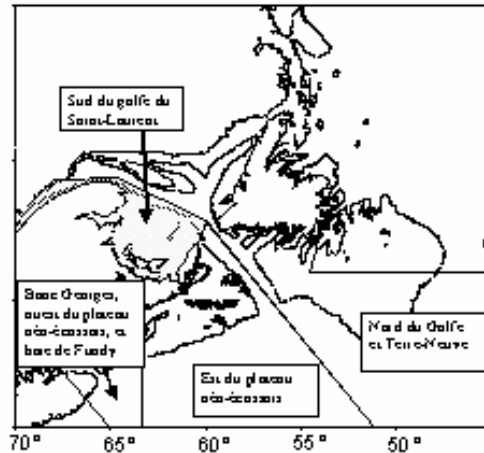 Sud du golfe du
Saint-Laurent
Banc Georges,
ouest du plateau
néo-écossais, et
baie de Fundy
Nord du Golfe
et Terre-Neuve
Est du plateau
néo-écossais
70° 65° 60° 55° 50°